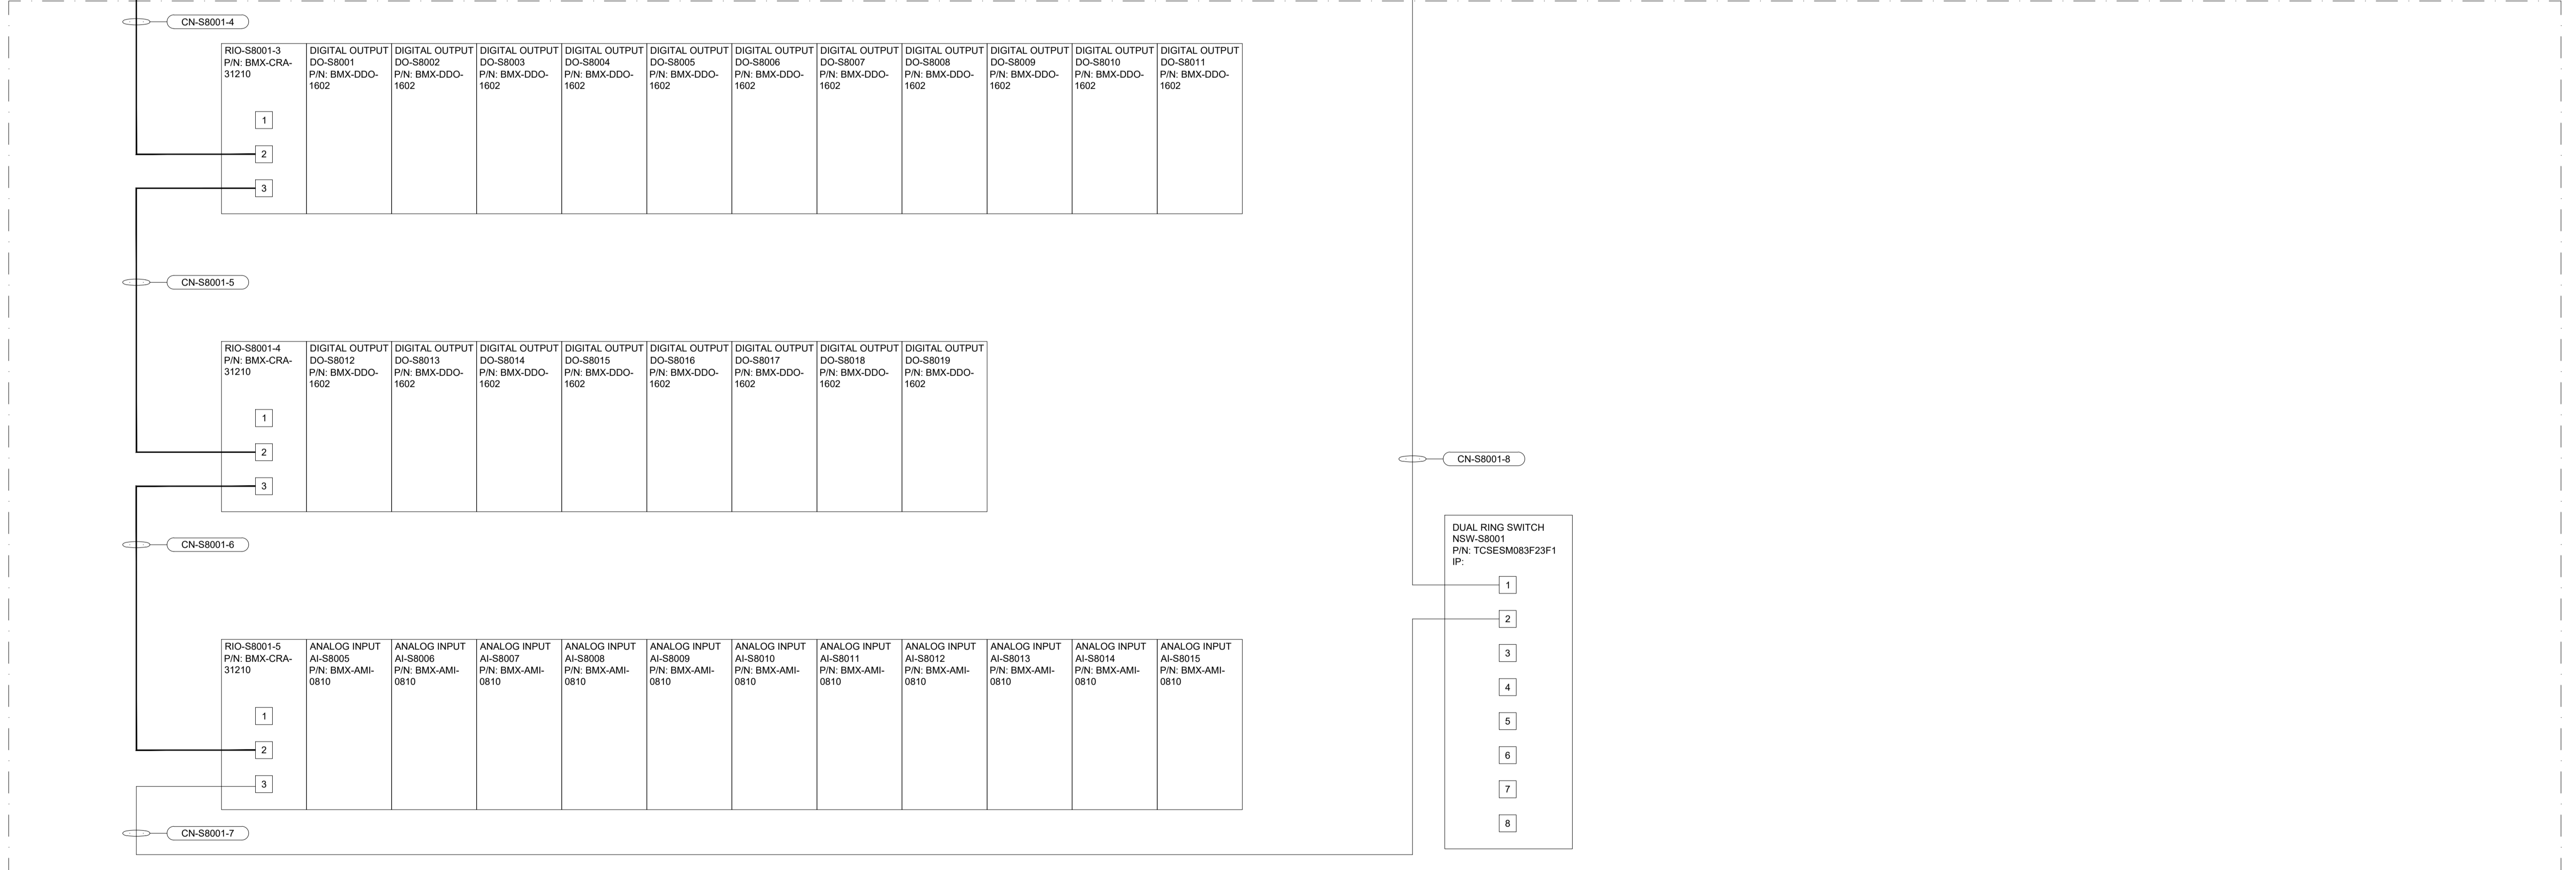 CN-S8001-4
RIO-S8001-3
P/N: BMX-CRA-
31210
1
2
3
DIGITAL OUTPUT
DO-S8001
P/N: BMX-DDO-
1602
DIGITAL OUTPUT
DO-S8002
P/N: BMX-DDO-
1602
DIGITAL OUTPUT
DO-S8003
P/N: BMX-DDO-
1602
DIGITAL OUTPUT
DO-S8004
P/N: BMX-DDO-
1602
DIGITAL OUTPUT
DO-S8005
P/N: BMX-DDO-
1602
DIGITAL OUTPUT
DO-S8006
P/N: BMX-DDO-
1602
DIGITAL OUTPUT
DO-S8007
P/N: BMX-DDO-
1602
DIGITAL OUTPUT
DO-S8008
P/N: BMX-DDO-
1602
DIGITAL OUTPUT
DO-S8009
P/N: BMX-DDO-
1602
DIGITAL OUTPUT
DO-S8010
P/N: BMX-DDO-
1602
DIGITAL OUTPUT
DO-S8011
P/N: BMX-DDO-
1602
CN-S8001-5
RIO-S8001-4
P/N: BMX-CRA-
31210
1
2
3
DIGITAL OUTPUT
DO-S8012
P/N: BMX-DDO-
1602
DIGITAL OUTPUT
DO-S8013
P/N: BMX-DDO-
1602
DIGITAL OUTPUT
DO-S8014
P/N: BMX-DDO-
1602
DIGITAL OUTPUT
DO-S8015
P/N: BMX-DDO-
1602
DIGITAL OUTPUT
DO-S8016
P/N: BMX-DDO-
1602
DIGITAL OUTPUT
DO-S8017
P/N: BMX-DDO-
1602
DIGITAL OUTPUT
DO-S8018
P/N: BMX-DDO-
1602
DIGITAL OUTPUT
DO-S8019
P/N: BMX-DDO-
1602
CN-S8001-6
RIO-S8001-5
P/N: BMX-CRA-
31210
1
2
3
ANALOG INPUT
AI-S8005
P/N: BMX-AMI-
0810
ANALOG INPUT
AI-S8006
P/N: BMX-AMI-
0810
ANALOG INPUT
AI-S8007
P/N: BMX-AMI-
0810
ANALOG INPUT
AI-S8008
P/N: BMX-AMI-
0810
ANALOG INPUT
AI-S8009
P/N: BMX-AMI-
0810
ANALOG INPUT
AI-S8010
P/N: BMX-AMI-
0810
ANALOG INPUT
AI-S8011
P/N: BMX-AMI-
0810
ANALOG INPUT
AI-S8012
P/N: BMX-AMI-
0810
ANALOG INPUT
AI-S8013
P/N: BMX-AMI-
0810
ANALOG INPUT
AI-S8014
P/N: BMX-AMI-
0810
ANALOG INPUT
AI-S8015
P/N: BMX-AMI-
0810
CN-S8001-7
CN-S8001-8
DUAL RING SWITCH
NSW-S8001
P/N: TCSESM083F23F1
IP:
1
2
3
4
5
6
7
8